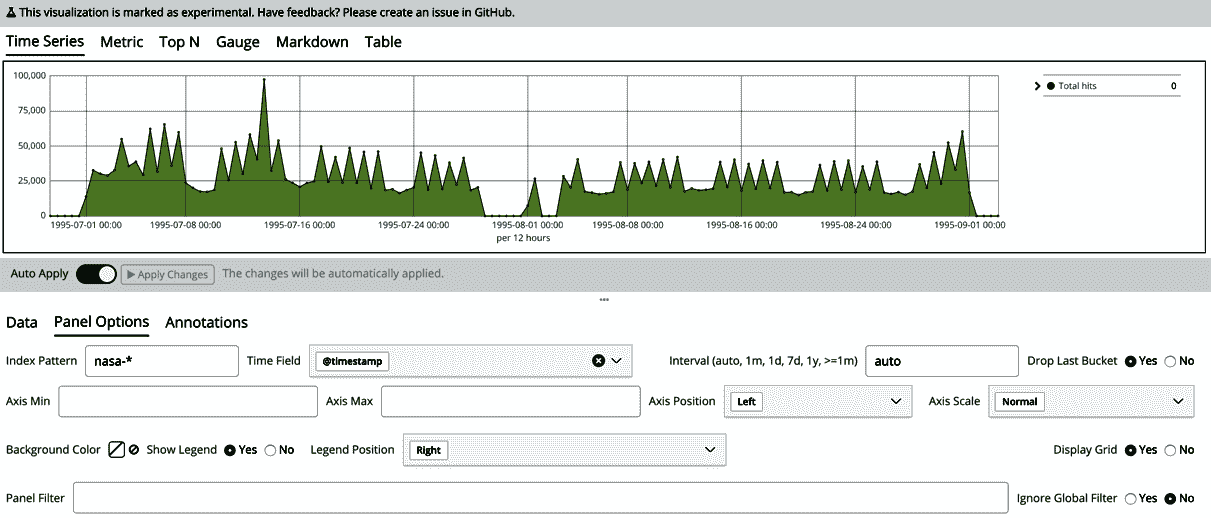 This visualization is marked as experimental. Have feedback? Please create an issue in GitHub.
Time Series Metric Top N Gauge Markdown Table
100,000
75,000
50,000
25,000
0
1995-07-01 00:00 1995-07-08 00:00 1995-07-16 00:00 1995-07-24 00:00 1995-08-01 00:00 1995-08-08 00:00 1995-08-16 00:00 1995-08-24 00:00 1995-09-01 00:00
per 12 hours
Total hits 0
Auto Apply Apply Changes The changes will be automatically applied.
Data Panel Options Annotations
Index Pattern nasa-* Time Field @timestamp Interval (auto, 1m, 1d, 7d, 1y, >=1m) auto Drop Last Bucket Yes No
Axis Min Axis Max Axis Position Left Axis Scale Normal
Background Color Show Legend Yes No Legend Position Right Display Grid Yes No
Panel Filter Ignore Global Filter Yes No